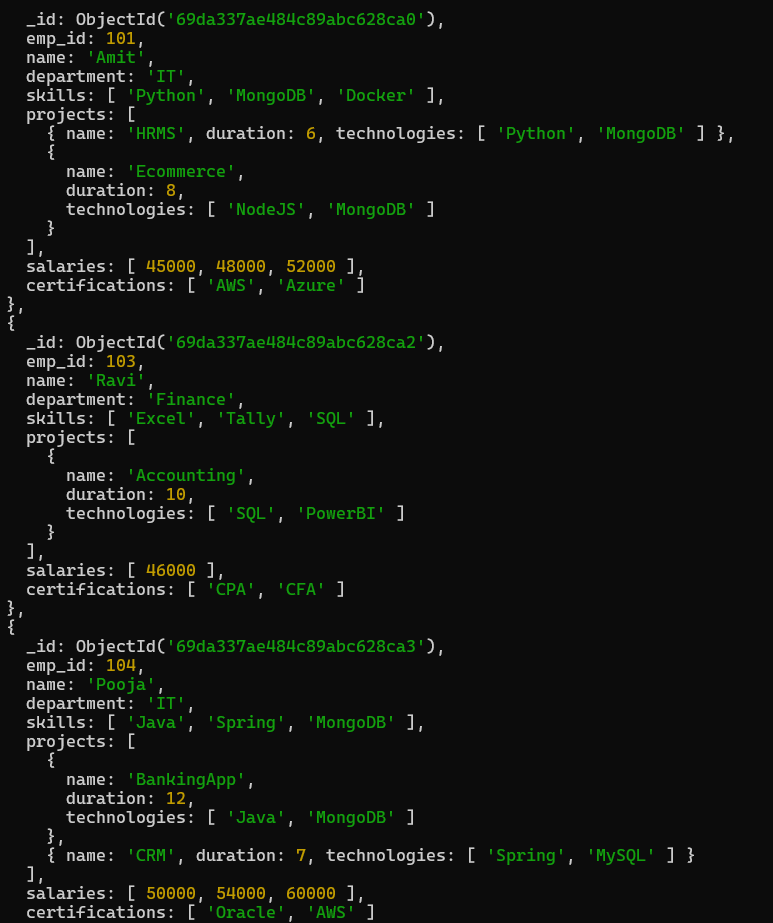 _id: ObjectId('69da337ae484c89abc628ca0'),
emp_id: 101,
name: 'Amit',
department: 'IT',
skills: [ 'Python', 'MongoDB', 'Docker' ],
projects: [
{ name: 'HRMS', duration: 6, technologies: [ 'Python', 'MongoDB' ] },
{
name: 'Ecommerce',
duration: 8,
technologies: [ 'NodeJS', 'MongoDB' ]
}
],
salaries: [ 45000, 48000, 52000 ],
certifications: [ 'AWS', 'Azure' ]
},
{
_id: ObjectId('69da337ae484c89abc628ca2'),
emp_id: 103,
name: 'Ravi',
department: 'Finance',
skills: [ 'Excel', 'Tally', 'SQL' ],
projects: [
{
name: 'Accounting',
duration: 10,
technologies: [ 'SQL', 'PowerBI' ]
}
],
salaries: [ 46000 ],
certifications: [ 'CPA', 'CFA' ]
},
{
_id: ObjectId('69da337ae484c89abc628ca3'),
emp_id: 104,
name: 'Pooja',
department: 'IT',
skills: [ 'Java', 'Spring', 'MongoDB' ],
projects: [
{
name: 'BankingApp',
duration: 12,
technologies: [ 'Java', 'MongoDB' ]
},
{ name: 'CRM', duration: 7, technologies: [ 'Spring', 'MySQL' ] }
],
salaries: [ 50000, 54000, 60000 ],
certifications: [ 'Oracle', 'AWS' ]